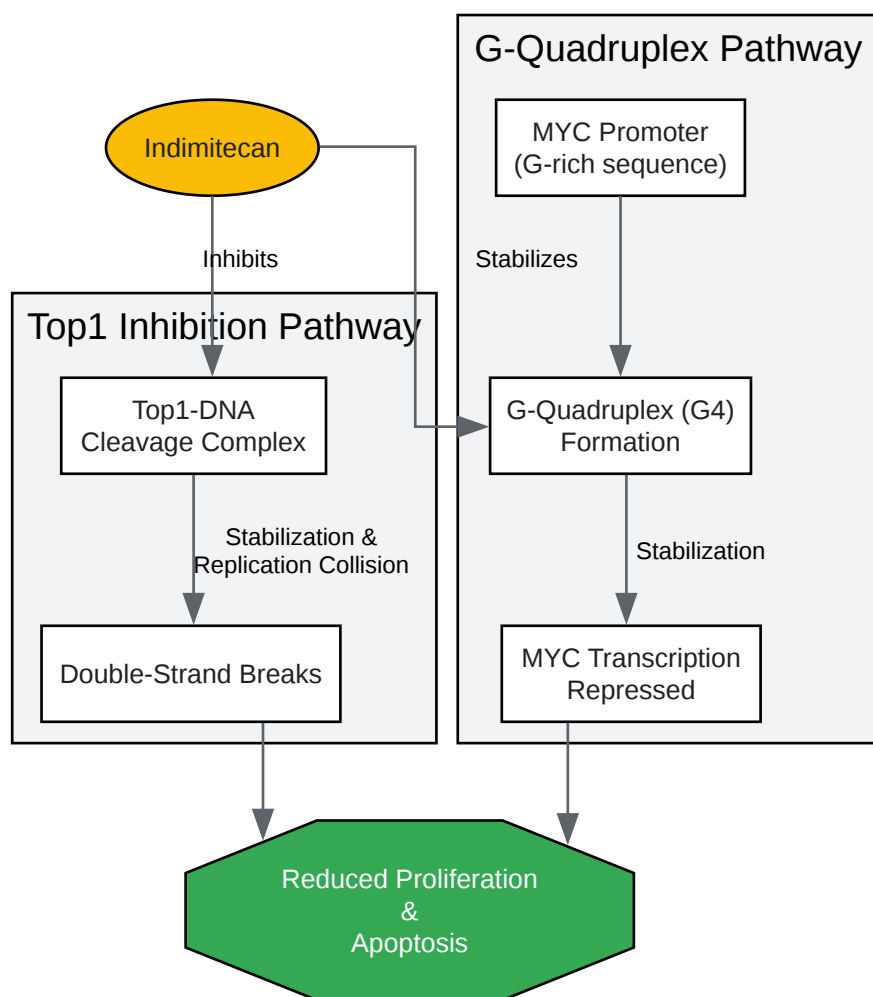 G-Quadruplex Pathway
MYC Promoter
(G-rich sequence)
Indimitecan
Inhibits
Stabilizes
Top1 Inhibition Pathway
Top1-DNA
Cleavage Complex
G-Quadruplex (G4)
Formation
Stabilization &
Replication Collision
Stabilization
Double-Strand Breaks
MYC Transcription
Repressed
Reduced Proliferation
&
Apoptosis